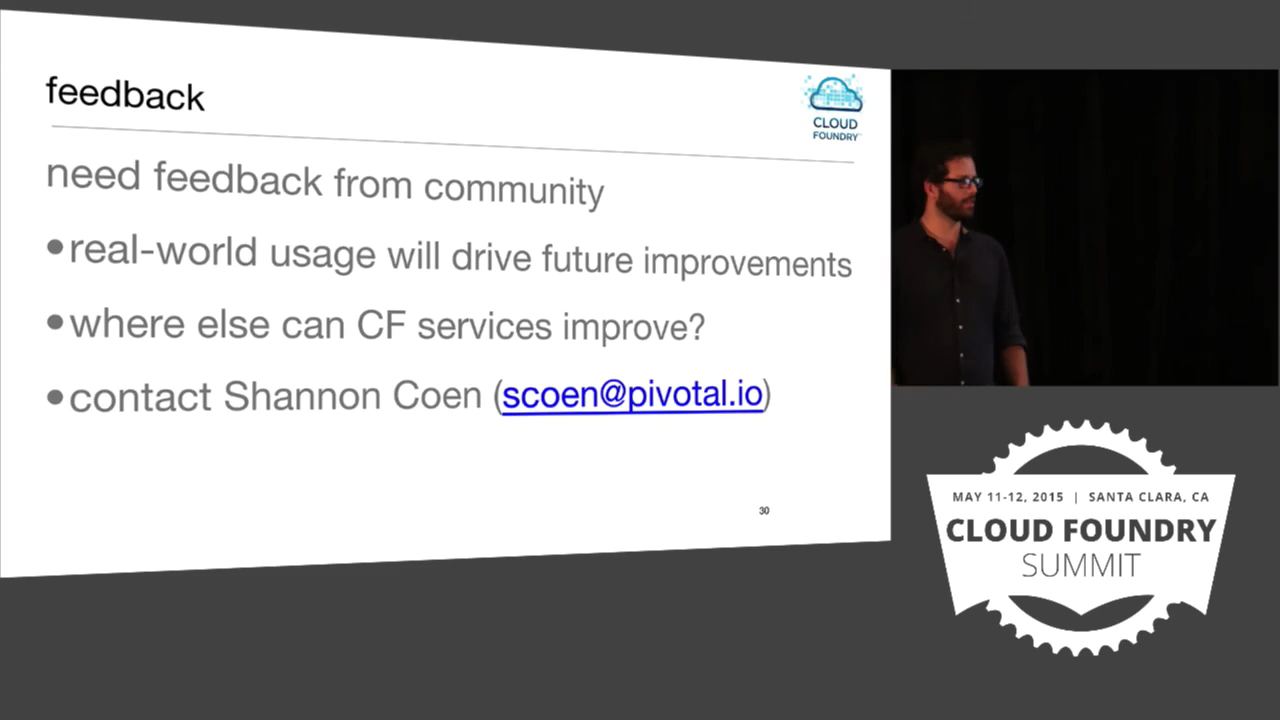 feedback
CLOUD
FOUNDRY
need feedback from community
•real-world usage will drive future improvements
•where else can CF services improve?
•contact Shannon Coen (scoen@pivotal.io)
30
MAY 11-12, 2015 | SANTA CLARA, CA
CLOUD FOUNDRY
SUMMIT